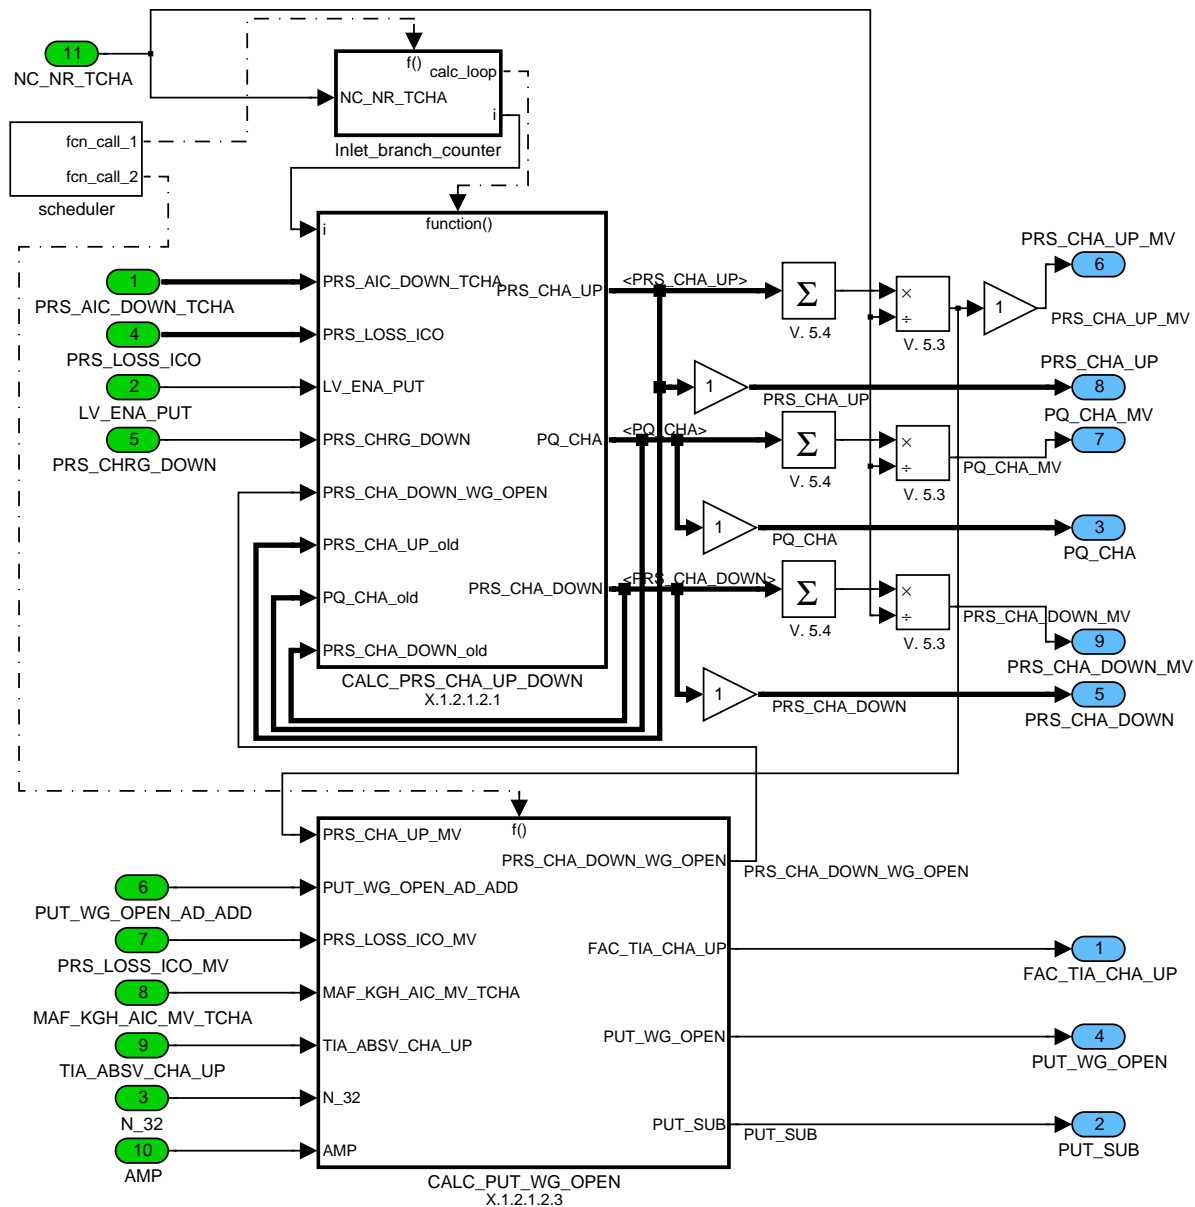 11
NC_NR_TCHA
f()
calc_loop
NC_NR_TCHA
i
Inlet_branch_counter
fcn_call_1
fcn_call_2
scheduler
function()
i
1
PRS_AIC_DOWN_TCHA
PRS_AIC_DOWN_TCHA
4
PRS_LOSS_ICO
PRS_LOSS_ICO
2
LV_ENA_PUT
LV_ENA_PUT
5
PRS_CHRG_DOWN
PRS_CHRG_DOWN
PRS_CHA_DOWN_WG_OPEN
PRS_CHA_UP_old
PQ_CHA_old
PRS_CHA_DOWN_old
PRS_CHA_UP
PQ_CHA
PRS_CHA_DOWN
CALC_PRS_CHA_UP_DOWN
X.1.2.1.2.1
<PRS_CHA_UP>
Σ
V. 5.4
×
÷
V. 5.3
1
PRS_CHA_UP_MV
6
PRS_CHA_UP_MV
1
PRS_CHA_UP
PRS_CHA_UP
8
<PQ_CHA>
Σ
V. 5.4
×
÷
V. 5.3
PQ_CHA_MV
7
PQ_CHA_MV
1
PQ_CHA
3
PQ_CHA
<PRS_CHA_DOWN>
Σ
V. 5.4
×
÷
V. 5.3
PRS_CHA_DOWN_MV
9
PRS_CHA_DOWN_MV
1
PRS_CHA_DOWN
5
PRS_CHA_DOWN
f()
PRS_CHA_UP_MV
6
PUT_WG_OPEN_AD_ADD
PUT_WG_OPEN_AD_ADD
7
PRS_LOSS_ICO_MV
PRS_LOSS_ICO_MV
8
MAF_KGH_AIC_MV_TCHA
MAF_KGH_AIC_MV_TCHA
9
TIA_ABSV_CHA_UP
TIA_ABSV_CHA_UP
3
N_32
N_32
10
AMP
AMP
PRS_CHA_DOWN_WG_OPEN
PRS_CHA_DOWN_WG_OPEN
FAC_TIA_CHA_UP
1
FAC_TIA_CHA_UP
PUT_WG_OPEN
4
PUT_WG_OPEN
PUT_SUB
PUT_SUB
2
PUT_SUB
CALC_PUT_WG_OPEN
X.1.2.1.2.3